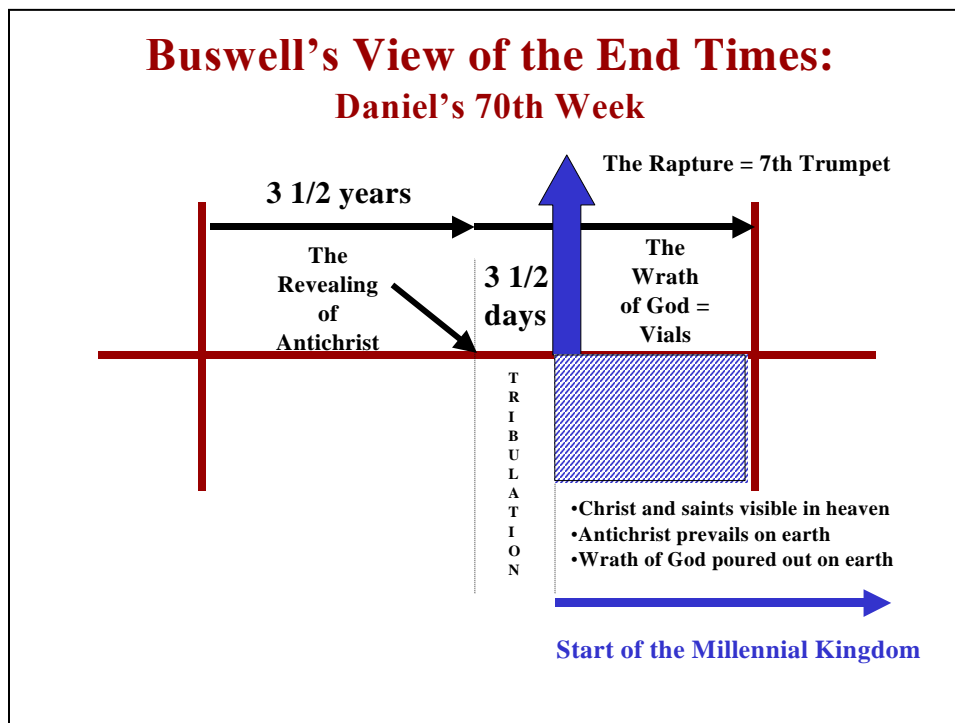 Buswell’s View of the End Times:
Daniel’s 70th Week
The Rapture = 7th Trumpet
3 1/2 years
The
Revealing
of
Antichrist
3 1/2
days
The
Wrath
of God =
Vials
T
R
I
B
U
L
A
T
I
O
N
•Christ and saints visible in heaven
•Antichrist prevails on earth
•Wrath of God poured out on earth
Start of the Millennial Kingdom